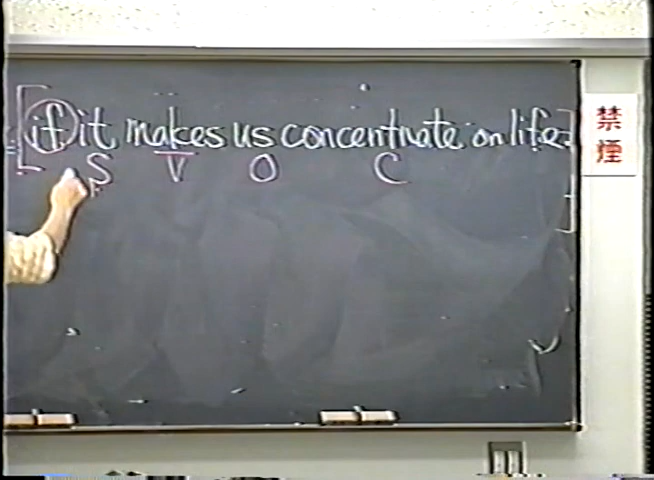 [if it makes us concentrate on life.]
S V O C
禁煙